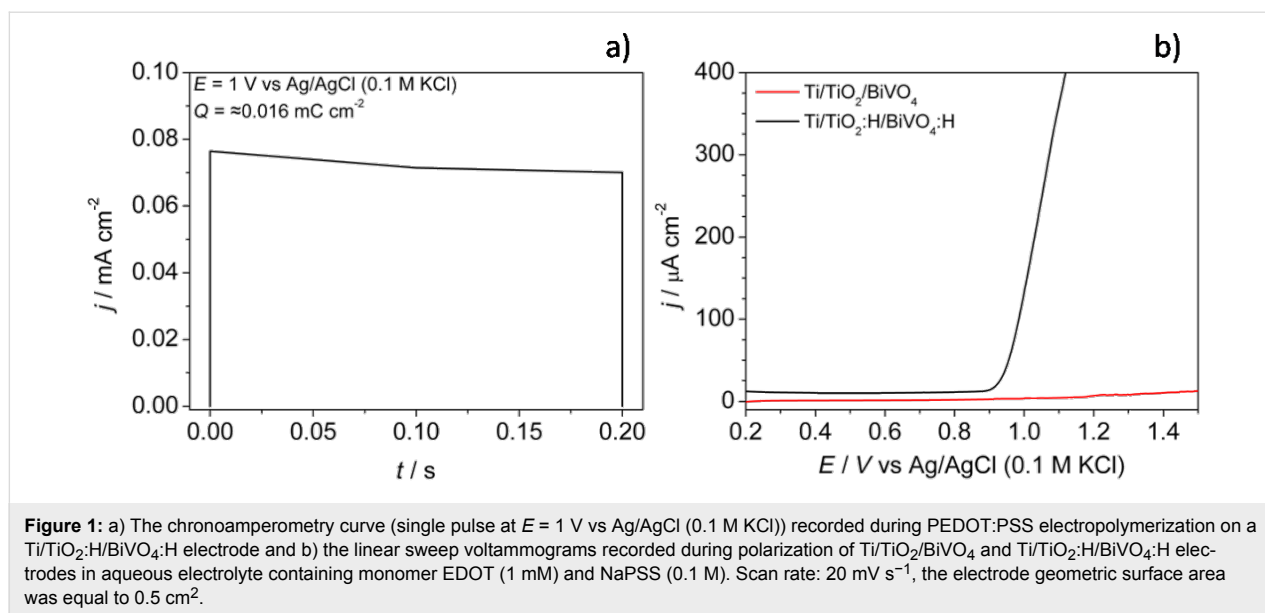 a)
E = 1 V vs Ag/AgCl (0.1 M KCl)
Q = ≈0.016 mC cm⁻²
0.10
0.08
0.06
0.04
0.02
0.00
j / mA cm⁻²
0.00 0.05 0.10 0.15 0.20
t / s
b)
Ti/TiO₂/BiVO₄
Ti/TiO₂:H/BiVO₄:H
400
300
200
100
0
j / µA cm⁻²
0.2 0.4 0.6 0.8 1.0 1.2 1.4
E / V vs Ag/AgCl (0.1 M KCl)
Figure 1: a) The chronoamperometry curve (single pulse at E = 1 V vs Ag/AgCl (0.1 M KCl)) recorded during PEDOT:PSS electropolymerization on a
Ti/TiO₂:H/BiVO₄:H electrode and b) the linear sweep voltammograms recorded during polarization of Ti/TiO₂/BiVO₄ and Ti/TiO₂:H/BiVO₄:H elec-
trodes in aqueous electrolyte containing monomer EDOT (1 mM) and NaPSS (0.1 M). Scan rate: 20 mV s⁻¹, the electrode geometric surface area
was equal to 0.5 cm².